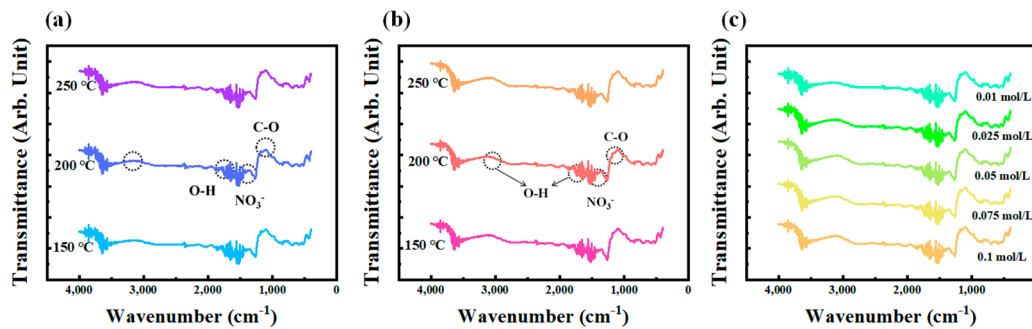 (a)
Transmittance (Arb. Unit)
250 °C
200 °C
150 °C
C-O
O-H
NO₃⁻
4,000 3,000 2,000 1,000
Wavenumber (cm⁻¹)
(b)
Transmittance (Arb. Unit)
250 °C
200 °C
150 °C
C-O
O-H
NO₃⁻
4,000 3,000 2,000 1,000
Wavenumber (cm⁻¹)
(c)
Transmittance (Arb. Unit)
0.01 mol/L
0.025 mol/L
0.05 mol/L
0.075 mol/L
0.1 mol/L
4,000 3,000 2,000 1,000
Wavenumber (cm⁻¹)